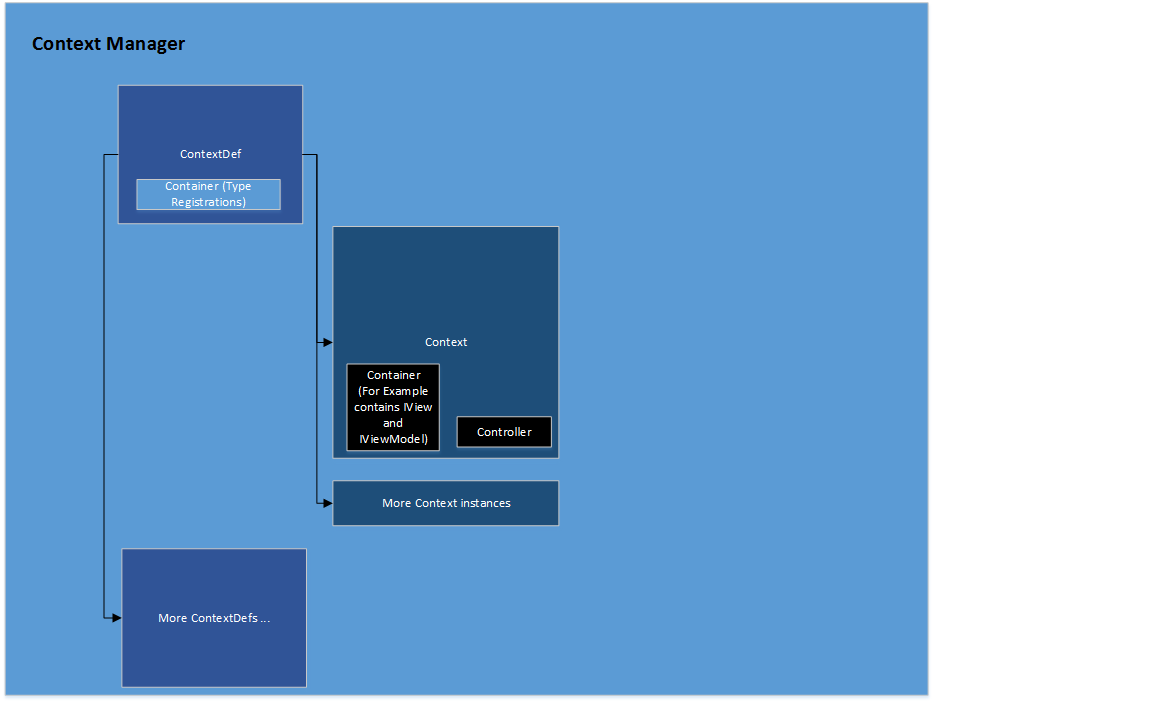 Context Manager
ContextDef
Container (Type
Registrations)
Context
Container
(For Example
contains IView
and
IViewModel)
Controller
More Context instances
More ContextDefs ...